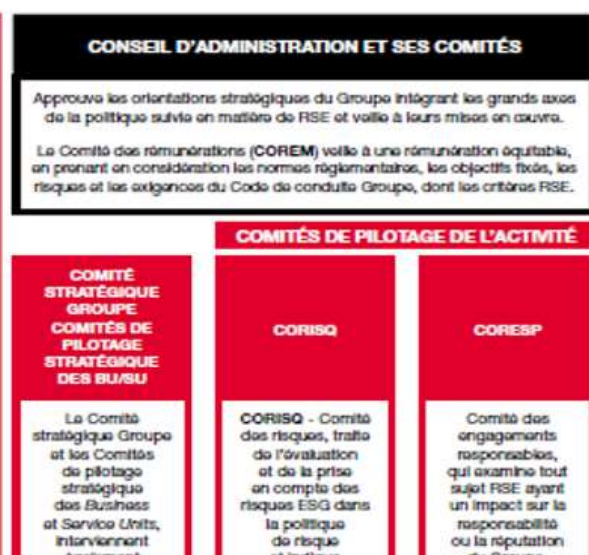 CONSEIL D'ADMINISTRATION ET SES COMITÉS
Approuve les orientations stratégiques du Groupe intégrant les grands axes
de la politique suivie en matière de RSE et veille à leurs mises en œuvre.
Le Comité des rémunérations (COREM) veille à une rémunération équitable,
en prenant en considération les normes réglementaires, les objectifs fixés, les
risques et les exigences du Code de conduite Groupe, dont les critères RSE.
COMITÉS DE PILOTAGE DE L'ACTIVITÉ
COMITÉ
STRATÉGIQUE
GROUPE
COMITÉS DE
PILOTAGE
STRATÉGIQUE
DES BU/SU
Le Comité
stratégique Groupe
et les Comités
de pilotage
stratégique
des Business
et Service Units,
interviennent
CORISQ
CORISQ - Comité
des risques, traite
de l'évaluation
et de la prise
en compte des
risques ESG dans
la politique
de risque
et indique
CORESP
Comité des
engagements
responsables,
qui examine tout
sujet RSE ayant
un impact sur la
responsabilité
ou la réputation
du Groupe